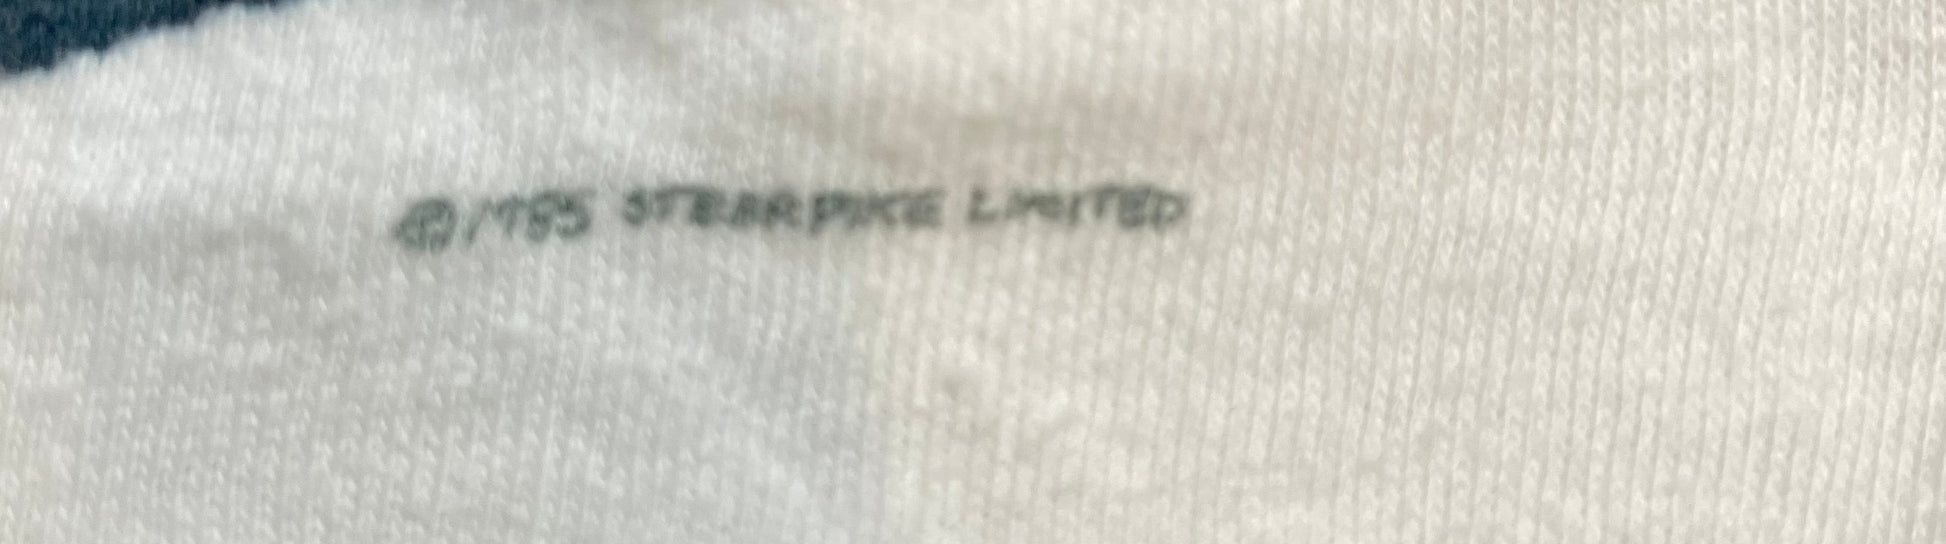 © 1985 STEERPIKE LIMITED